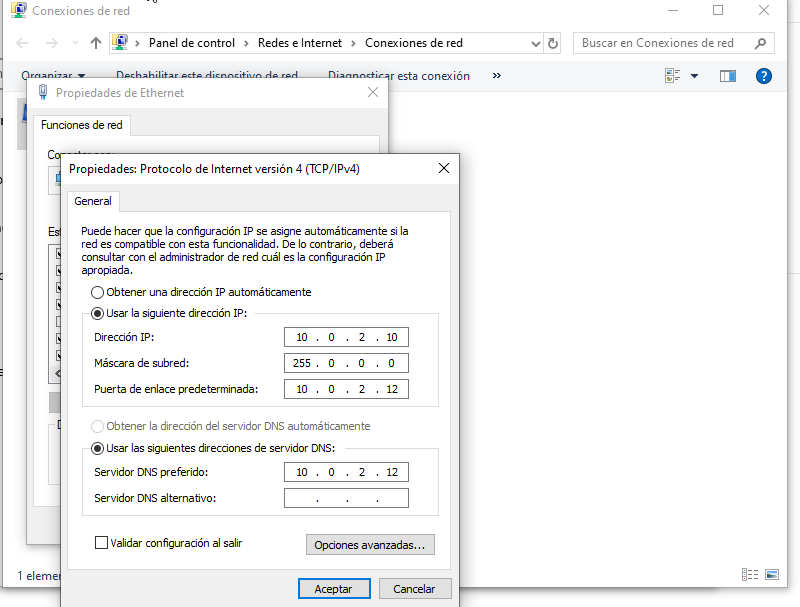 Conexiones de red
Panel de control > Redes e Internet > Conexiones de red
Buscar en Conexiones de red
Organizar
Deshabilitar este dispositivo de red
Diagnosticar esta conexión
»
Propiedades de Ethernet
Funciones de red
Propiedades: Protocolo de Internet versión 4 (TCP/IPv4)
General
Puede hacer que la configuración IP se asigne automáticamente si la
red es compatible con esta funcionalidad. De lo contrario, deberá
consultar con el administrador de red cuál es la configuración IP
apropiada.
Obtener una dirección IP automáticamente
Usar la siguiente dirección IP:
Dirección IP: 10 . 0 . 2 . 10
Máscara de subred: 255 . 0 . 0 . 0
Puerta de enlace predeterminada: 10 . 0 . 2 . 12
Obtener la dirección del servidor DNS automáticamente
Usar las siguientes direcciones de servidor DNS:
Servidor DNS preferido: 10 . 0 . 2 . 12
Servidor DNS alternativo: . . .
Validar configuración al salir
Opciones avanzadas...
Aceptar
Cancelar
1 eleme